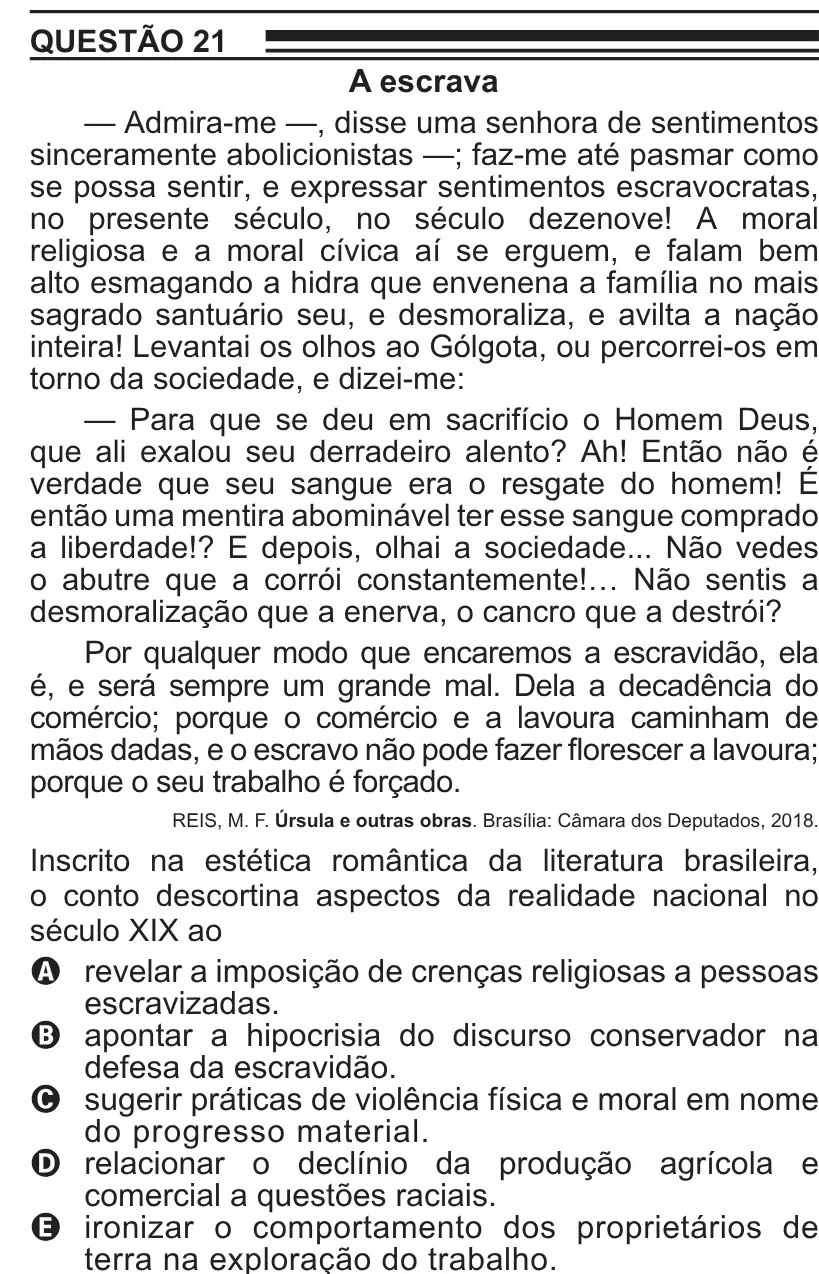 QUESTÃO 21
A escrava
— Admira-me —, disse uma senhora de sentimentos
sinceramente abolicionistas —; faz-me até pasmar como
se possa sentir, e expressar sentimentos escravocratas,
no presente século, no século dezenove! A moral
religiosa e a moral cívica aí se erguem, e falam bem
alto esmagando a hidra que envenena a família no mais
sagrado santuário seu, e desmoraliza, e avilta a nação
inteira! Levantai os olhos ao Gólgota, ou percorrei-os em
torno da sociedade, e dizei-me:
— Para que se deu em sacrifício o Homem Deus,
que ali exalou seu derradeiro alento? Ah! Então não é
verdade que seu sangue era o resgate do homem! É
então uma mentira abominável ter esse sangue comprado
a liberdade!? E depois, olhai a sociedade... Não vedes
o abutre que a corrói constantemente!… Não sentis a
desmoralização que a enerva, o cancro que a destrói?
Por qualquer modo que encaremos a escravidão, ela
é, e será sempre um grande mal. Dela a decadência do
comércio; porque o comércio e a lavoura caminham de
mãos dadas, e o escravo não pode fazer florescer a lavoura;
porque o seu trabalho é forçado.
REIS, M. F. Úrsula e outras obras. Brasília: Câmara dos Deputados, 2018.
Inscrito na estética romântica da literatura brasileira,
o conto descortina aspectos da realidade nacional no
século XIX ao
A revelar a imposição de crenças religiosas a pessoas
escravizadas.
B apontar a hipocrisia do discurso conservador na
defesa da escravidão.
C sugerir práticas de violência física e moral em nome
do progresso material.
D relacionar o declínio da produção agrícola e
comercial a questões raciais.
E ironizar o comportamento dos proprietários de
terra na exploração do trabalho.